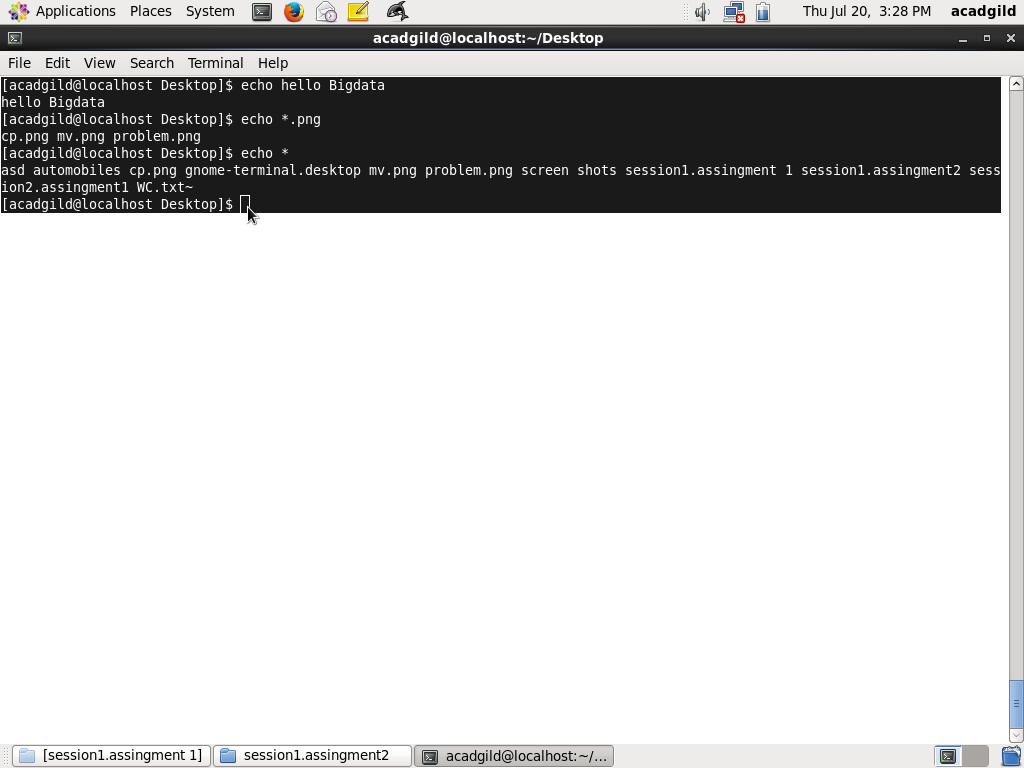 Applications Places System Thu Jul 20, 3:28 PM acadgild
acadgild@localhost:~/Desktop
File Edit View Search Terminal Help
[acadgild@localhost Desktop]$ echo hello Bigdata
hello Bigdata
[acadgild@localhost Desktop]$ echo *.png
cp.png mv.png problem.png
[acadgild@localhost Desktop]$ echo *
asd automobiles cp.png gnome-terminal.desktop mv.png problem.png screen shots session1.assingment 1 session1.assingment2 sess
ion2.assingment1 WC.txt~
[acadgild@localhost Desktop]$
[session1.assingment 1] session1.assingment2 acadgild@localhost:~/...